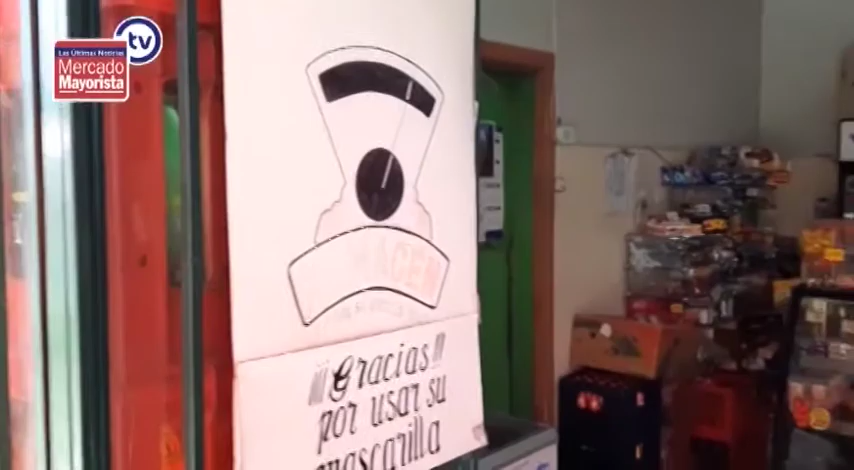 Las Últimas Noticias
Mercado
Mayorista
tv
¡¡¡Gracias!!!
por usar su
mascarilla